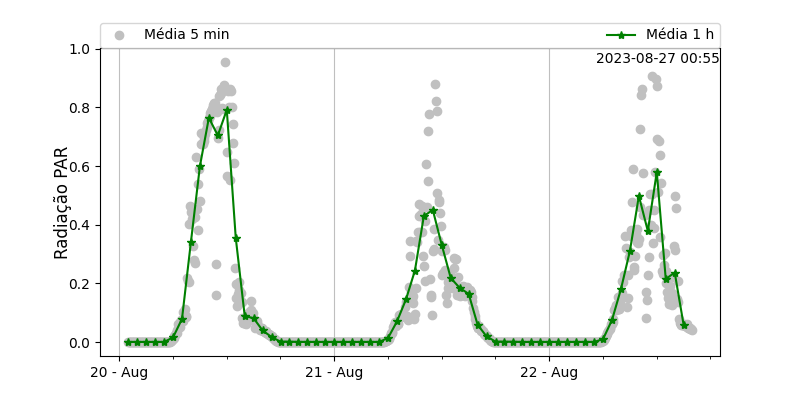 Média 5 min
Média 1 h
2023-08-27 00:55
1.0
0.8
0.6
0.4
0.2
0.0
Radiação PAR
20 - Aug
21 - Aug
22 - Aug